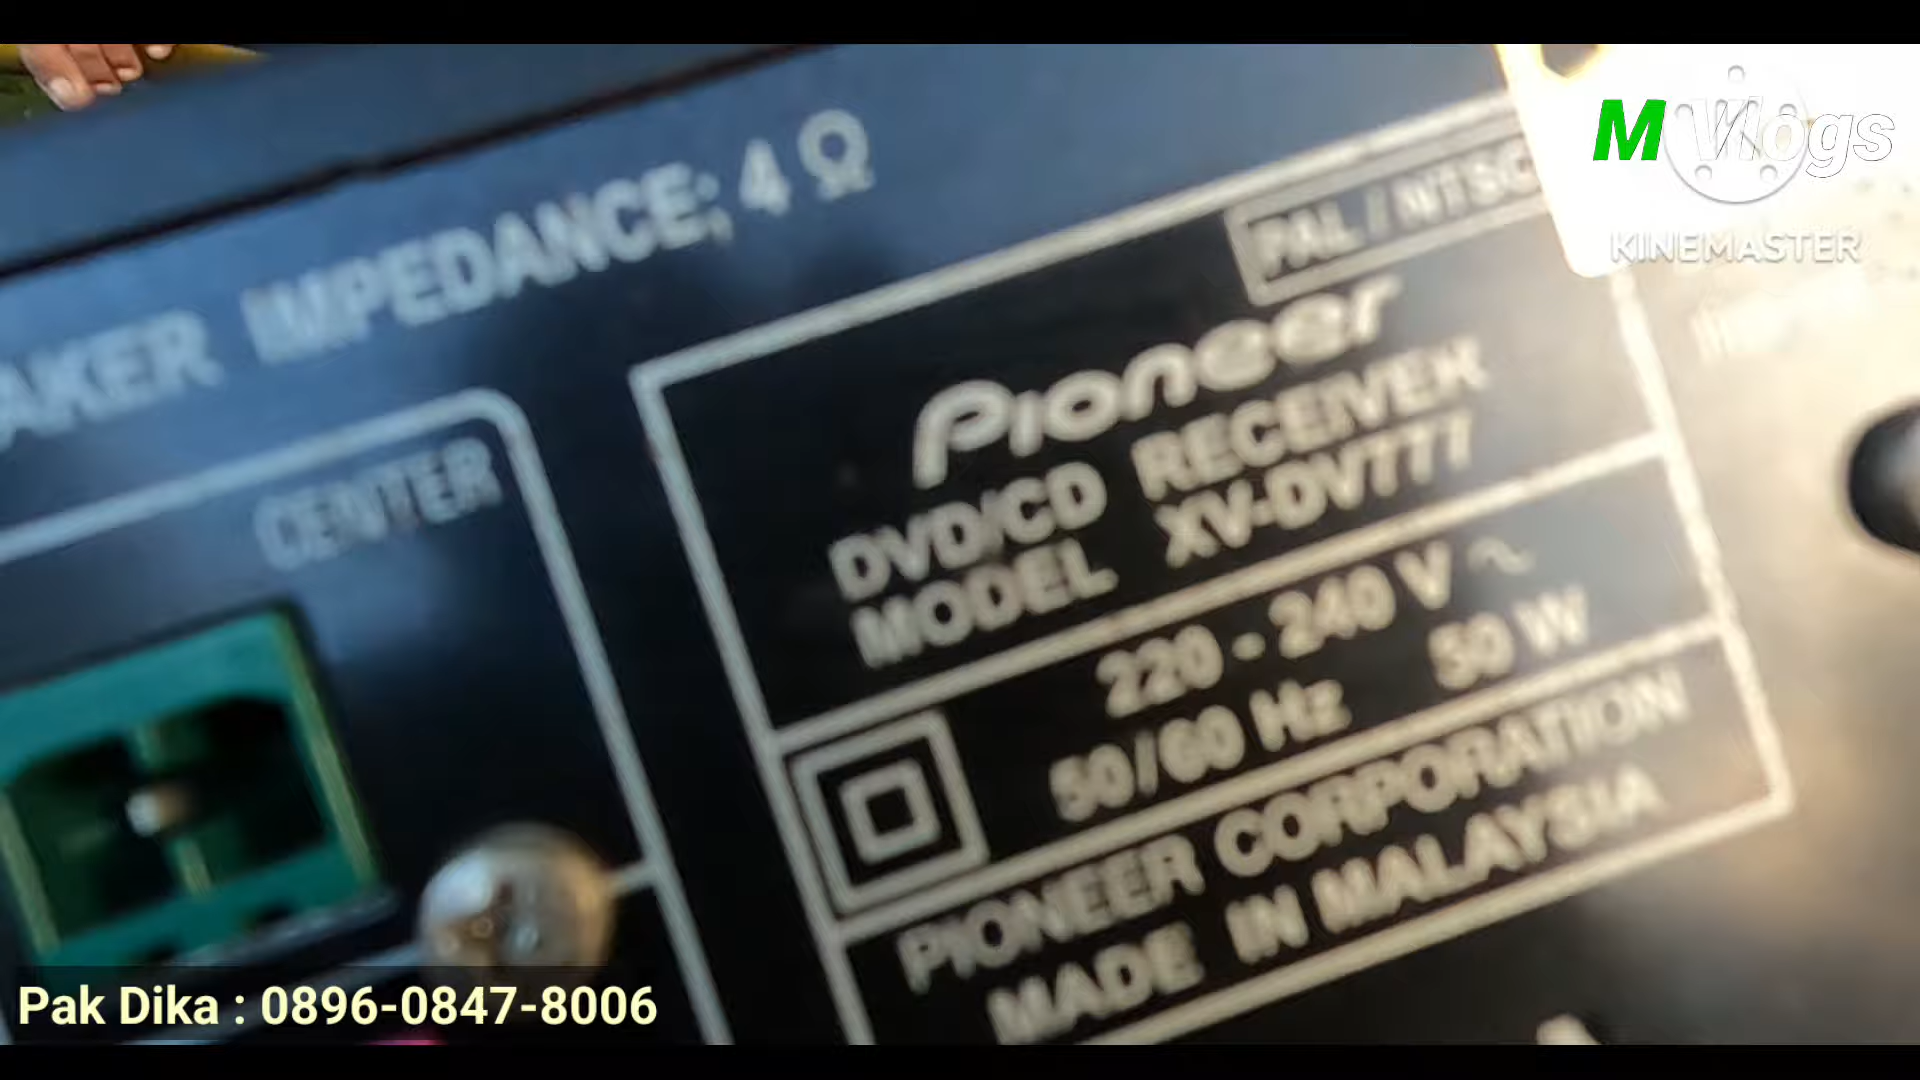 M Vlogs
KINEMASTER
AKER IMPEDANCE; 4 Ω
PAL / NTSC
Pioneer
DVD/CD RECEIVER
MODEL XV-DV777
CENTER
220 - 240 V ~
50/60 Hz 50 W
PIONEER CORPORATION
MADE IN MALAYSIA
Pak Dika : 0896-0847-8006